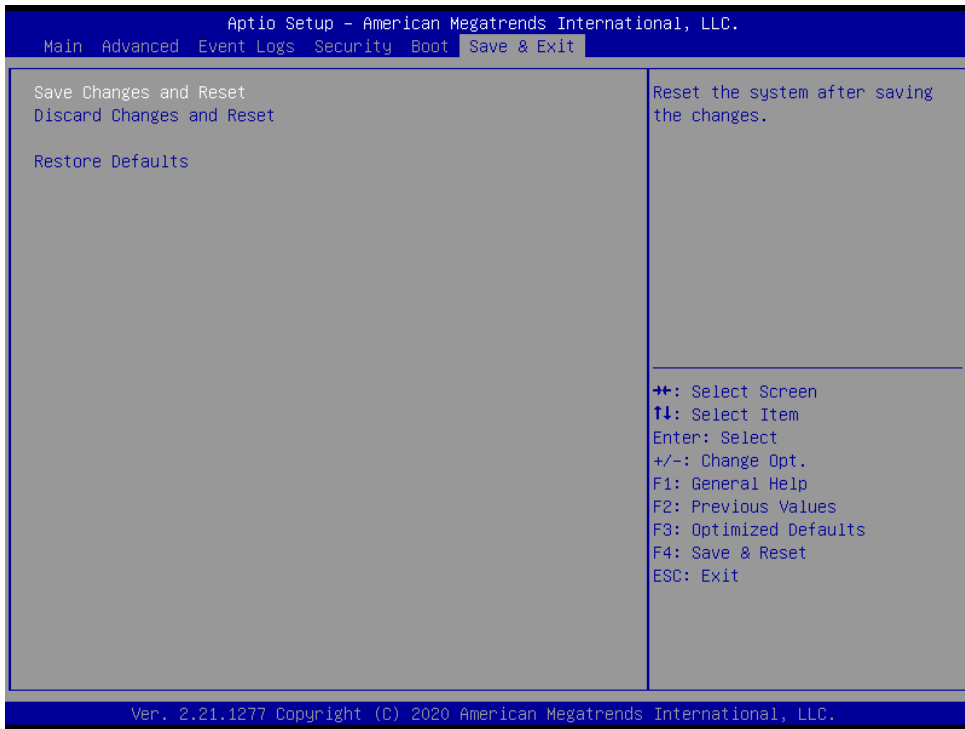 Aptio Setup – American Megatrends International, LLC.
Main Advanced Event Logs Security Boot Save & Exit
Save Changes and Reset
Discard Changes and Reset
Restore Defaults
Reset the system after saving
the changes.
→←: Select Screen
↑↓: Select Item
Enter: Select
+/-: Change Opt.
F1: General Help
F2: Previous Values
F3: Optimized Defaults
F4: Save & Reset
ESC: Exit
Ver. 2.21.1277 Copyright (C) 2020 American Megatrends International, LLC.